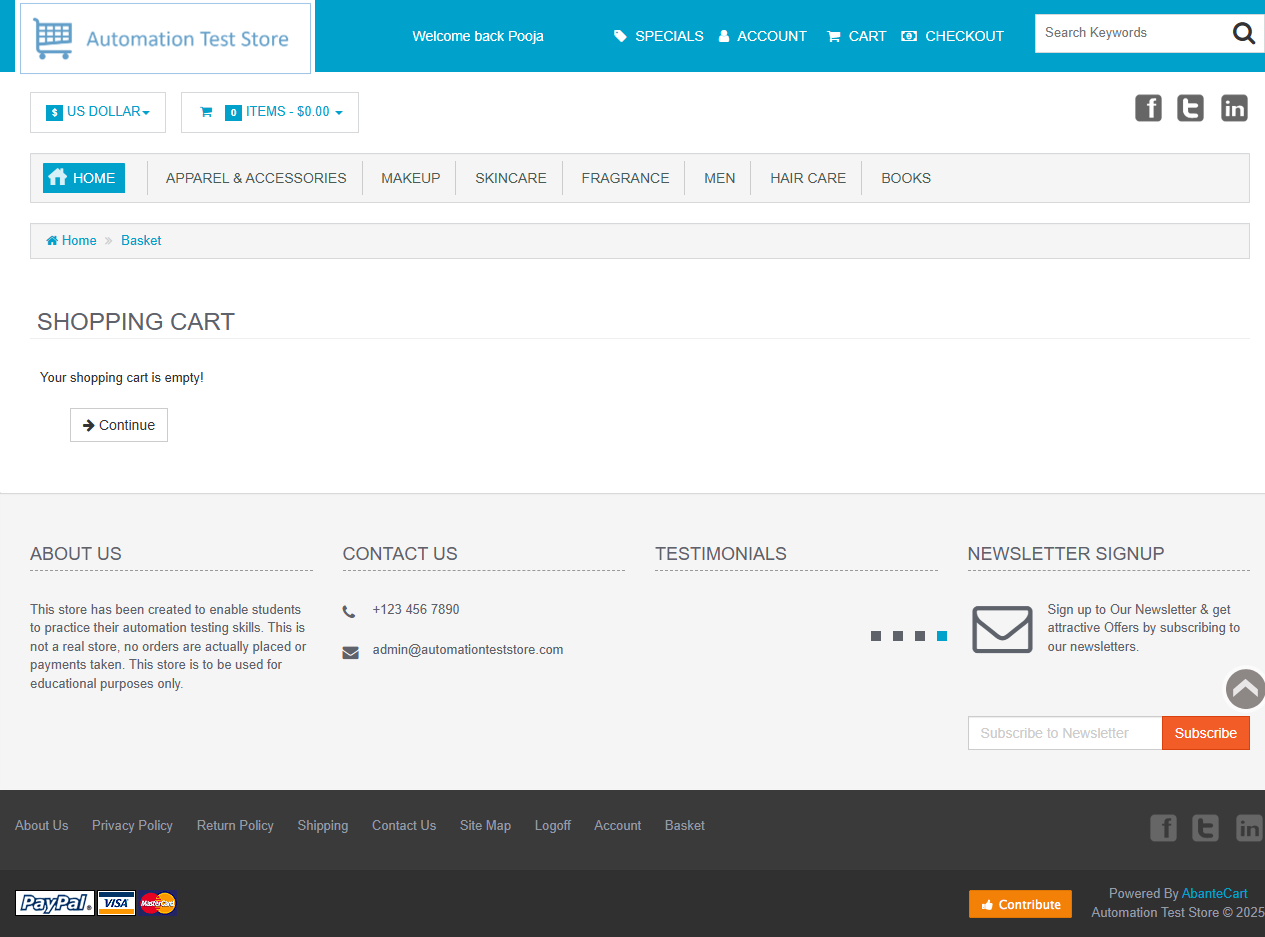 Automation Test Store
Welcome back Pooja
SPECIALS ACCOUNT CART CHECKOUT
Search Keywords
$ US DOLLAR
0 ITEMS - $0.00
HOME APPAREL & ACCESSORIES MAKEUP SKINCARE FRAGRANCE MEN HAIR CARE BOOKS
Home » Basket
SHOPPING CART
Your shopping cart is empty!
Continue
ABOUT US
This store has been created to enable students
to practice their automation testing skills. This is
not a real store, no orders are actually placed or
payments taken. This store is to be used for
educational purposes only.
CONTACT US
+123 456 7890
admin@automationteststore.com
TESTIMONIALS
NEWSLETTER SIGNUP
Sign up to Our Newsletter & get
attractive Offers by subscribing to
our newsletters.
Subscribe to Newsletter Subscribe
About Us Privacy Policy Return Policy Shipping Contact Us Site Map Logoff Account Basket
PayPal VISA MasterCard
Contribute
Powered By AbanteCart
Automation Test Store © 2025